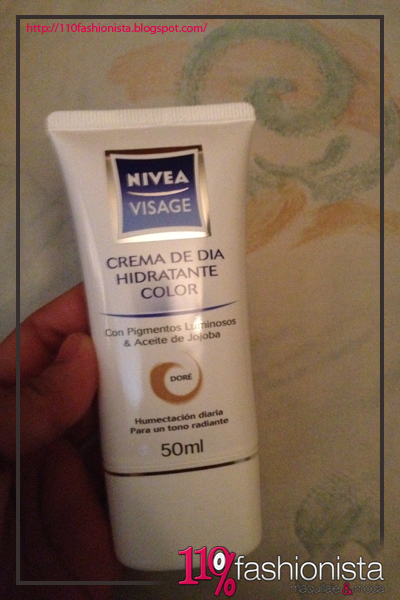 http://110fashionista.blogspot.com/
NIVEA
VISAGE
CREMA DE DIA
HIDRATANTE
COLOR
Con Pigmentos Luminosos
& Aceite de Jojoba
DORÉ
Humectación diaria
Para un tono radiante
50ml
110%fashionista